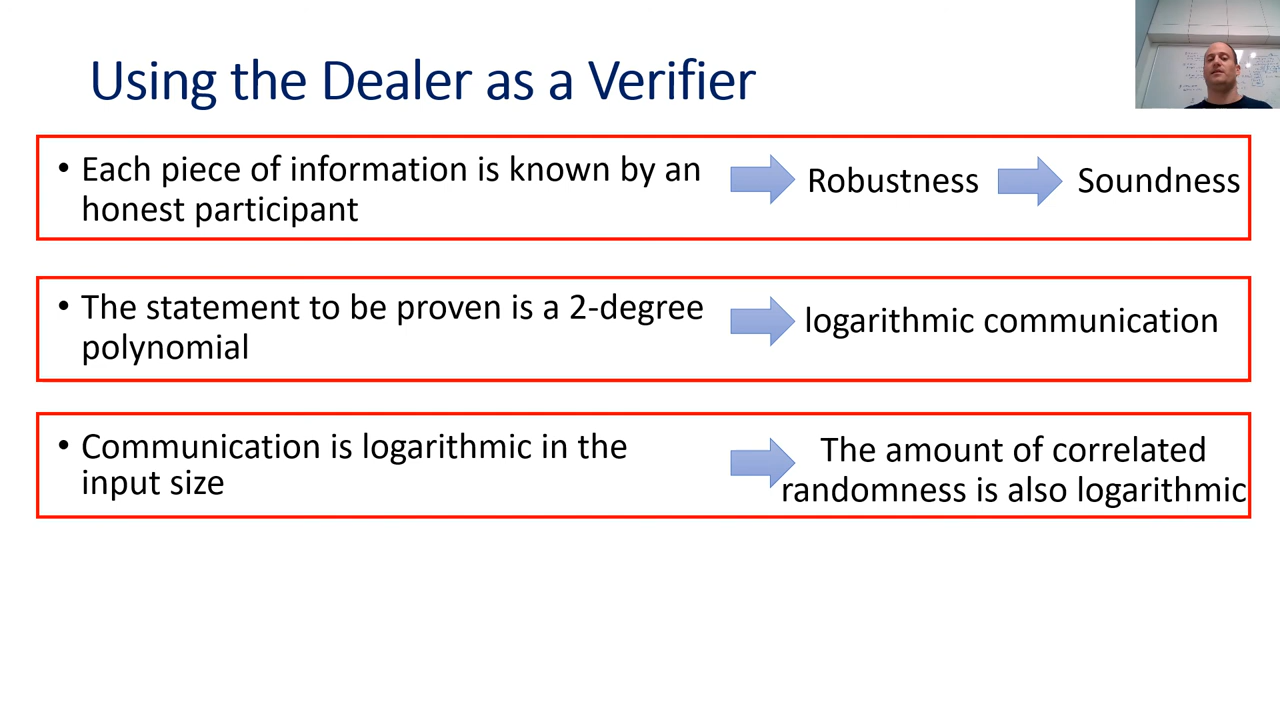 Using the Dealer as a Verifier
• Each piece of information is known by an
honest participant
Robustness
Soundness
• The statement to be proven is a 2-degree
polynomial
logarithmic communication
• Communication is logarithmic in the
input size
The amount of correlated
randomness is also logarithmic